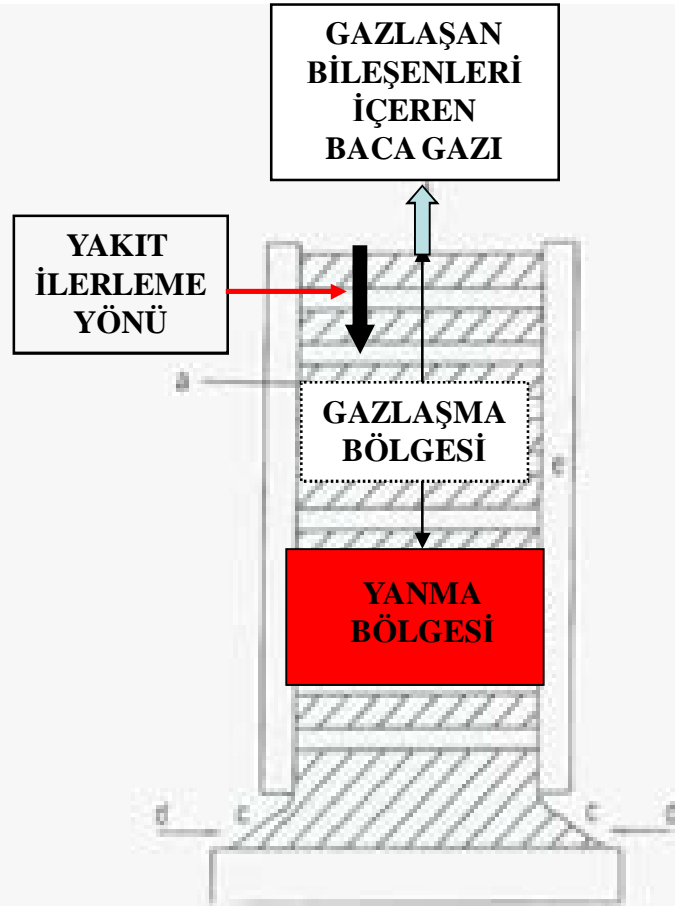 GAZLAŞAN
BİLEŞENLERİ
İÇEREN
BACA GAZI
YAKIT
İLERLEME
YÖNÜ
a
GAZLAŞMA
BÖLGESİ
e
YANMA
BÖLGESİ
d
c
c